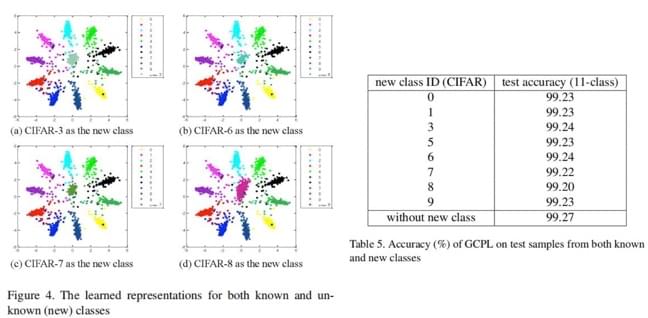 (a) CIFAR-3 as the new class
(b) CIFAR-6 as the new class
(c) CIFAR-7 as the new class
(d) CIFAR-8 as the new class
Figure 4. The learned representations for both known and un-
known (new) classes
new class ID (CIFAR) test accuracy (11-class)
0 99.23
1 99.23
3 99.24
5 99.23
6 99.24
7 99.22
8 99.20
9 99.23
without new class 99.27
Table 5. Accuracy (%) of GCPL on test samples from both known
and new classes